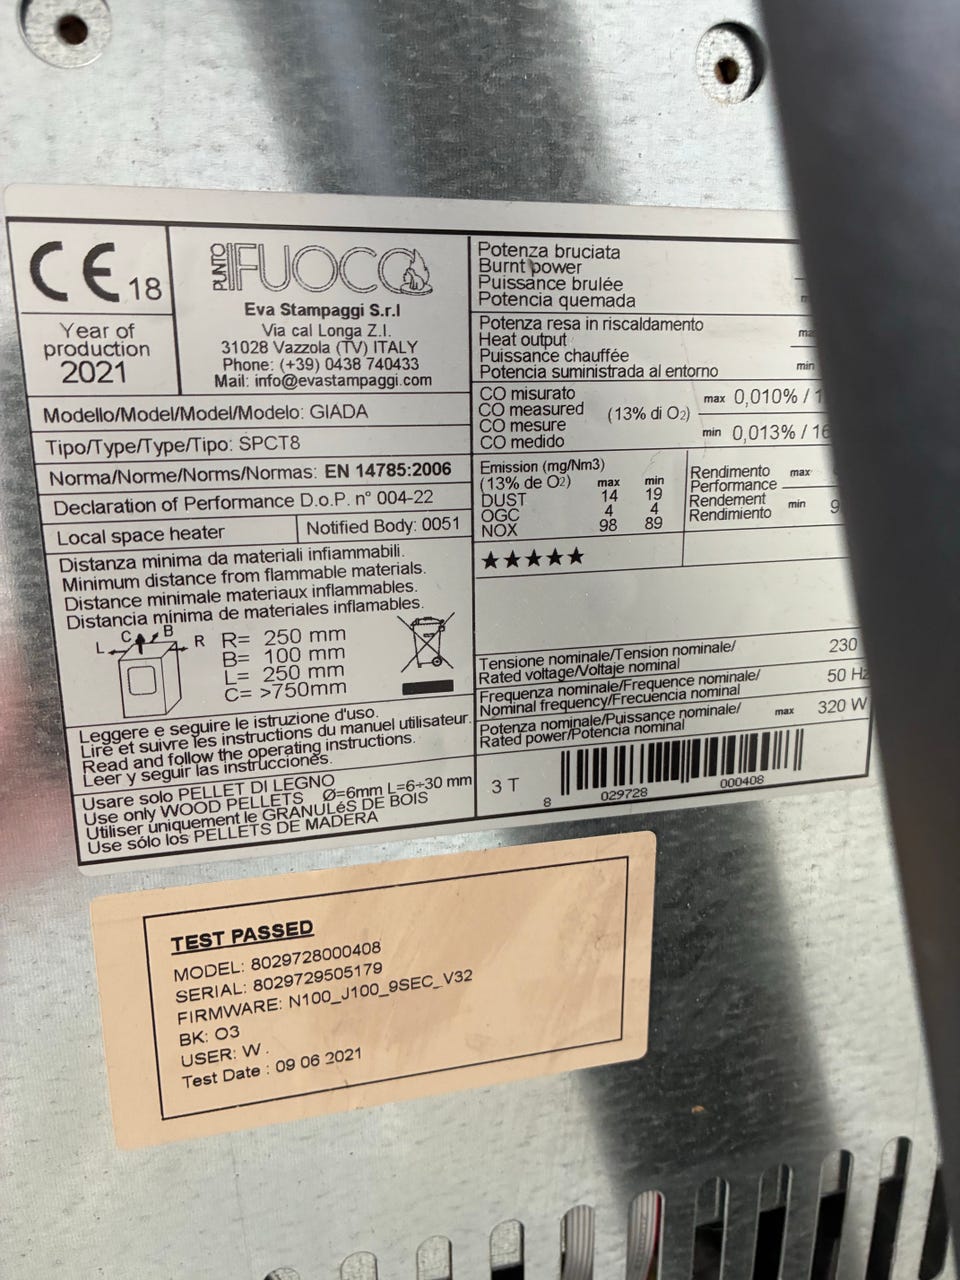 CE 18
Year of
production
2021
PUNTO FUOCO
Eva Stampaggi S.r.l
Via cal Longa Z.I.
31028 Vazzola (TV) ITALY
Phone: (+39) 0438 740433
Mail: info@evastampaggi.com
Modello/Model/Model/Modelo: GIADA
Tipo/Type/Type/Tipo: SPCT8
Norma/Norme/Norms/Normas: EN 14785:2006
Declaration of Performance D.o.P. n° 004-22
Local space heater
Notified Body: 0051
Distanza minima da materiali infiammabili.
Minimum distance from flammable materials.
Distance minimale materiaux inflammables.
Distancia mínima de materiales inflamables.
L C B R
R= 250 mm
B= 100 mm
L= 250 mm
C= >750mm
Leggere e seguire le istruzione d'uso.
Lire et suivre les instructions du manuel utilisateur.
Read and follow the operating instructions.
Leer y seguir las instrucciones.
Usare solo PELLET DI LEGNO
Use only WOOD PELLETS Ø=6mm L=6÷30 mm
Utiliser uniquement le GRANULéS DE BOIS
Use sólo los PELLETS DE MADERA
Potenza bruciata
Burnt power
Puissance brulée
Potencia quemada
Potenza resa in riscaldamento
Heat output
Puissance chauffée
Potencia suministrada al entorno
min
CO misurato
CO measured
CO mesure
CO medido
(13% di O2)
max 0,010% /
min 0,013% /
Emission (mg/Nm3)
(13% de O2) max min
DUST 14 19
OGC 4 4
NOX 98 89
Rendimento
Performance
Rendement
Rendimiento
max
min
★★★★★
Tensione nominale/Tension nominale/
Rated voltage/Voltaje nominal
230
Frequenza nominale/Frequence nominale/
Nominal frequency/Frecuencia nominal
50 Hz
Potenza nominale/Puissance nominale/
Rated power/Potencia nominal
max 320 W
3 T
8 029728 000408
TEST PASSED
MODEL: 8029728000408
SERIAL: 8029729505179
FIRMWARE: N100_J100_9SEC_V32
BK: O3
USER: W .
Test Date : 09 06 2021